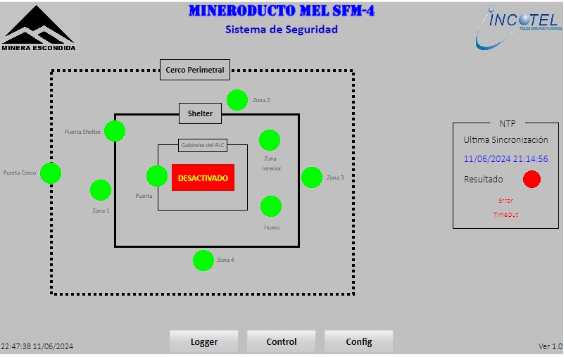 MINERODUCTO MEL SFM-4
Sistema de Seguridad
MINERA ESCONDIDA
INCOTEL
TELECOMUNICACIONES
Cerco Perimetral
Zona 2
Shelter
Puerta Shelter
Gabinete del PLC
Zona
Interior
Puerta Cerco
DESACTIVADO
Zona 3
Puerta
Zona 1
Humo
Zona 4
NTP
Ultima Sincronización
11/06/2024 21:14:56
Resultado
Error
TimeOut
22:47:38 11/06/2024
Logger
Control
Config
Ver 1.0